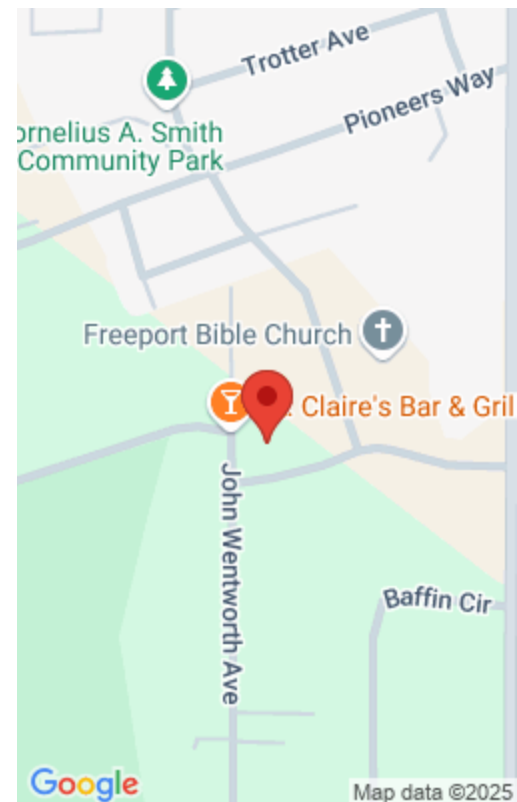 Trotter Ave
Pioneers Way
ornelius A. Smith
Community Park
Freeport Bible Church
Claire's Bar & Gril
John Wentworth Ave
Baffin Cir
Google
Map data ©2025